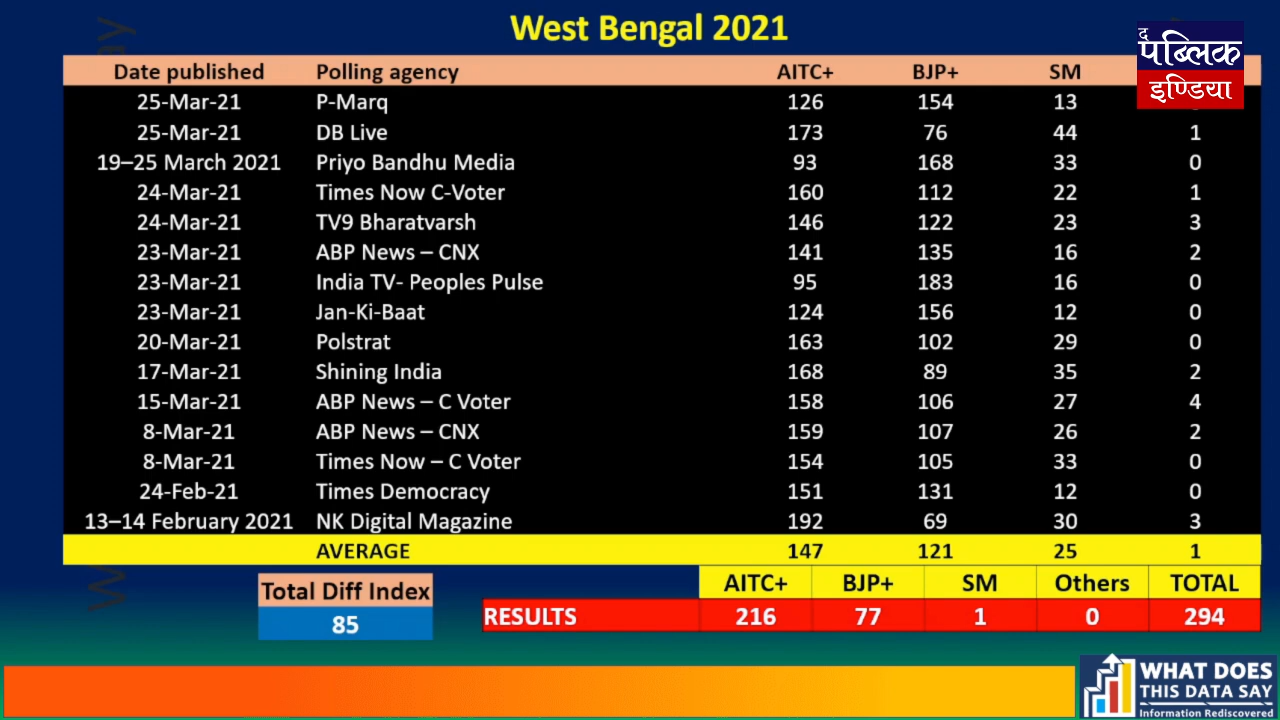 West Bengal 2021
द पब्लिक
इण्डिया
Date published Polling agency AITC+ BJP+ SM
25-Mar-21 P-Marq 126 154 13
25-Mar-21 DB Live 173 76 44 1
19–25 March 2021 Priyo Bandhu Media 93 168 33 0
24-Mar-21 Times Now C-Voter 160 112 22 1
24-Mar-21 TV9 Bharatvarsh 146 122 23 3
23-Mar-21 ABP News – CNX 141 135 16 2
23-Mar-21 India TV- Peoples Pulse 95 183 16 0
23-Mar-21 Jan-Ki-Baat 124 156 12 0
20-Mar-21 Polstrat 163 102 29 0
17-Mar-21 Shining India 168 89 35 2
15-Mar-21 ABP News – C Voter 158 106 27 4
8-Mar-21 ABP News – CNX 159 107 26 2
8-Mar-21 Times Now – C Voter 154 105 33 0
24-Feb-21 Times Democracy 151 131 12 0
13–14 February 2021 NK Digital Magazine 192 69 30 3
AVERAGE 147 121 25 1
Total Diff Index
85
AITC+ BJP+ SM Others TOTAL
RESULTS 216 77 1 0 294
WHAT DOES
THIS DATA SAY
Information Rediscovered